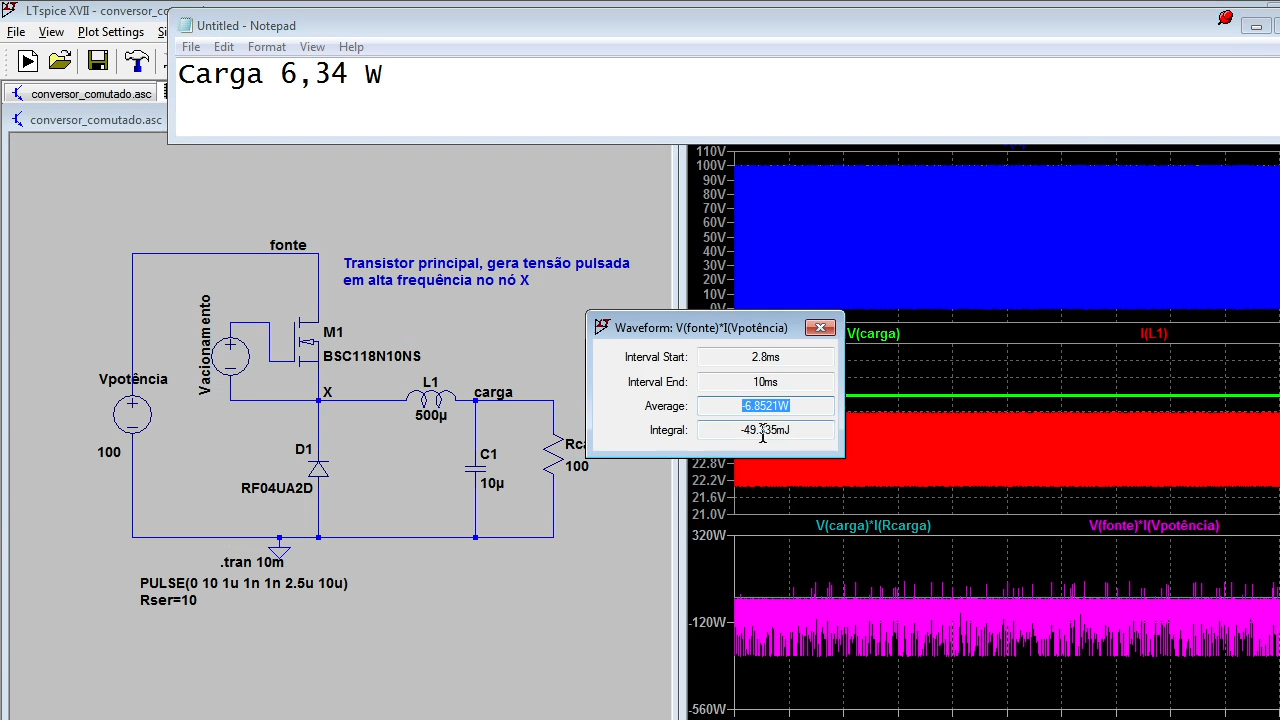 LTspice XVII - conversor_co
File View Plot Settings
Untitled - Notepad
File Edit Format View Help
Carga 6,34 W
conversor_comutado.asc
conversor_comutado.asc
fonte
Transistor principal, gera tensão pulsada
em alta frequência no nó X
Vacionamento
M1
BSC118N10NS
Vpotência
100
X
L1
500µ
carga
D1
RF04UA2D
C1
10µ
100
.tran 10m
PULSE(0 10 1u 1n 1n 2.5u 10u)
Rser=10
Waveform: V(fonte)*I(Vpotência)
Interval Start: 2.8ms
Interval End: 10ms
Average: -6.8521W
Integral: -49.335mJ
110V
100V
90V
80V
70V
60V
50V
40V
30V
20V
10V
0V
V(carga) I(L1)
22.8V
22.2V
21.6V
21.0V
V(carga)*I(Rcarga) V(fonte)*I(Vpotência)
320W
-120W
-560W